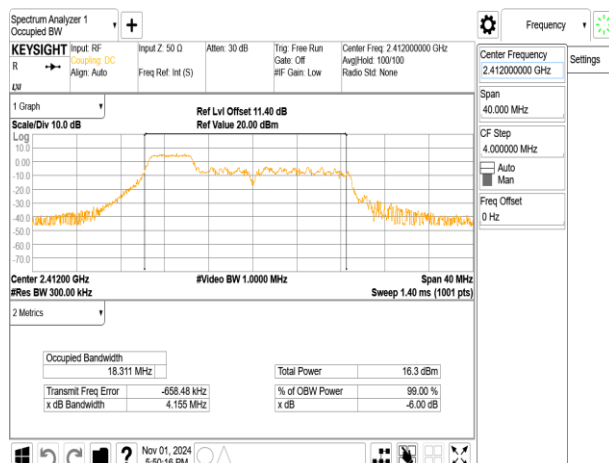 Spectrum Analyzer 1
Occupied BW
Frequency
KEYSIGHT
Input: RF
Coupling: DC
Align: Auto
Input Z: 50 Ω
Freq Ref: Int (S)
Atten: 30 dB
Trig: Free Run
Gate: Off
#IF Gain: Low
Center Freq: 2.412000000 GHz
Avg|Hold: 100/100
Radio Std: None
R
LXI
Center Frequency
2.412000000 GHz
Settings
Span
40.000 MHz
CF Step
4.000000 MHz
Auto
Man
Freq Offset
0 Hz
1 Graph
Scale/Div 10.0 dB
Ref Lvl Offset 11.40 dB
Ref Value 20.00 dBm
Log
10.0
0.00
-10.0
-20.0
-30.0
-40.0
-50.0
-60.0
-70.0
Center 2.41200 GHz
#Res BW 300.00 kHz
#Video BW 1.0000 MHz
Span 40 MHz
Sweep 1.40 ms (1001 pts)
2 Metrics
Occupied Bandwidth
18.311 MHz
Transmit Freq Error -658.48 kHz
x dB Bandwidth 4.155 MHz
Total Power 16.3 dBm
% of OBW Power 99.00 %
x dB -6.00 dB
?
Nov 01, 2024
5:50:16 PM